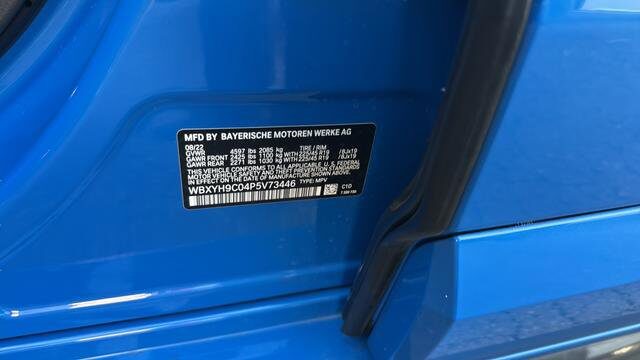 MFD BY BAYERISCHE MOTOREN WERKE AG
08/22
GVWR 4597 lbs 2085 kg TIRE / RIM
GAWR FRONT 2425 lbs 1100 kg WITH 225/45 R19 /8Jx19
GAWR REAR 2271 lbs 1030 kg WITH 225/45 R19 /8Jx19
THIS VEHICLE CONFORMS TO ALL APPLICABLE U.S. FEDERAL
MOTOR VEHICLE SAFETY, BUMPER, AND THEFT
PREVENTION STANDARDS IN EFFECT ON THE
DATE OF MANUFACTURE SHOWN ABOVE.
WBXYH9C04P5V73446 TYPE: MPV
C1D